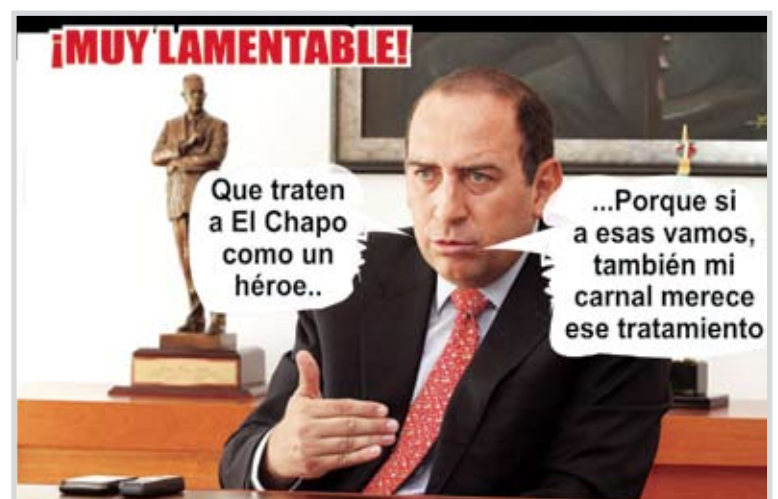 ¡MUY LAMENTABLE!
Que traten
a El Chapo
como un
héroe..
...Porque si
a esas vamos,
también mi
carnal merece
ese tratamiento